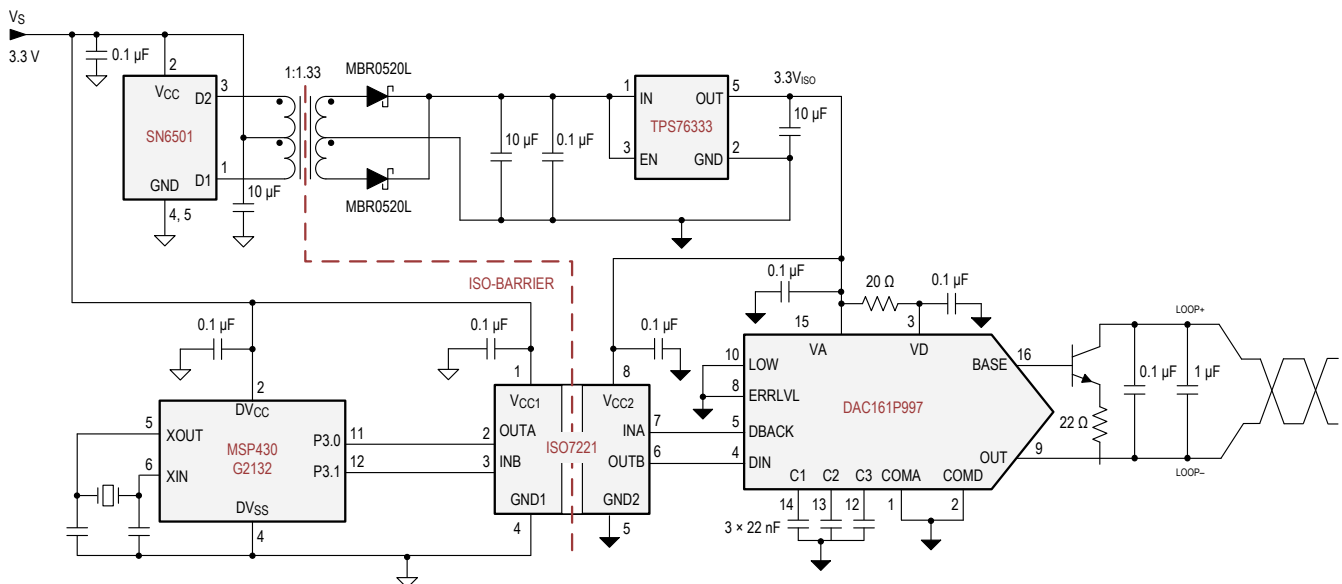 VS
3.3 V
0.1 µF
2
VCC
D2
3
SN6501
D1
1
GND
4, 5
10 µF
1:1.33
MBR0520L
MBR0520L
10 µF
0.1 µF
1
IN
OUT
5
TPS76333
3
EN
GND
2
3.3VISO
10 µF
ISO-BARRIER
0.1 µF
0.1 µF
0.1 µF
0.1 µF
20 Ω
0.1 µF
2
DVCC
5
XOUT
6
XIN
MSP430
G2132
P3.0
11
P3.1
12
DVSS
4
1
VCC1
2
OUTA
3
INB
GND1
4
ISO7221
8
VCC2
INA
7
OUTB
6
GND2
5
15
VA
3
VD
10
LOW
8
ERRLVL
5
DBACK
4
DIN
DAC161P997
BASE
16
OUT
9
C1
C2
C3
COMA
COMD
14
13
12
1
2
3 × 22 nF
22 Ω
0.1 µF
1 µF
LOOP+
LOOP–